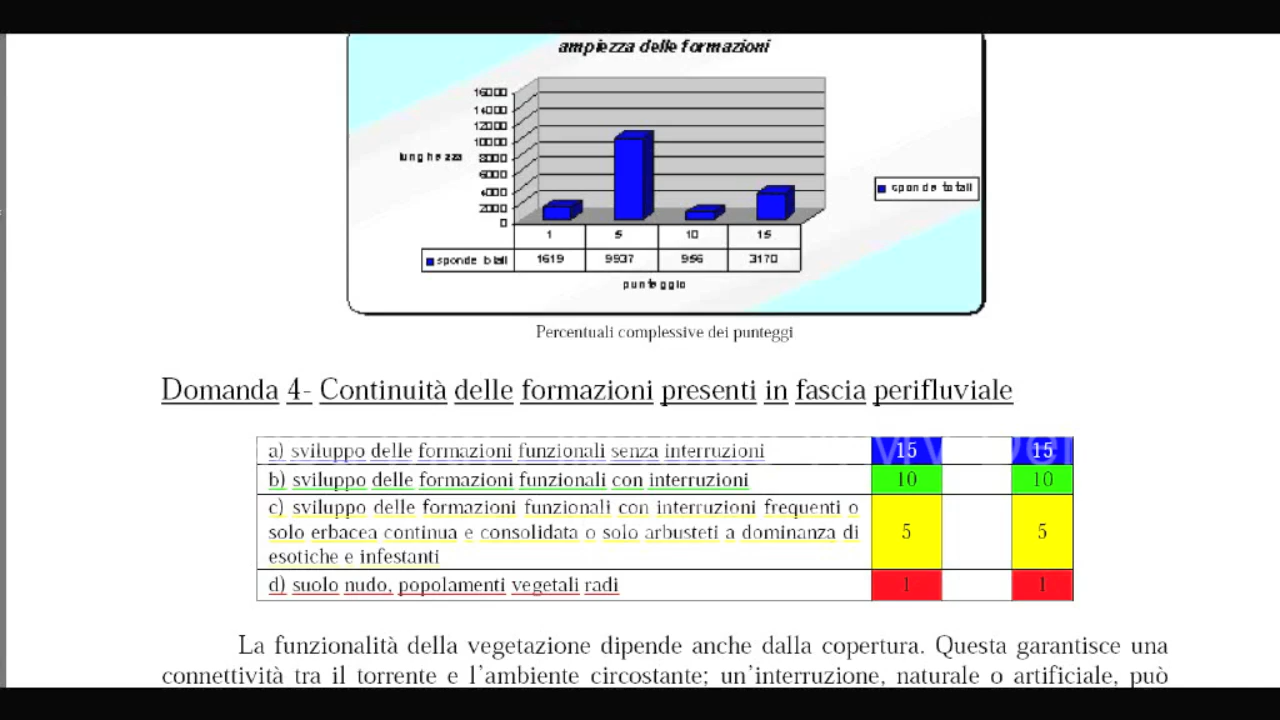 ampiezza delle formazioni
16000
14000
12000
10000
8000
6000
4000
2000
0
lunghezza
sponde totali
1 5 10 15
sponde totali 1619 9937 956 3170
punteggio
Percentuali complessive dei punteggi
Domanda 4- Continuità delle formazioni presenti in fascia perifluviale
a) sviluppo delle formazioni funzionali senza interruzioni 15 15
b) sviluppo delle formazioni funzionali con interruzioni 10 10
c) sviluppo delle formazioni funzionali con interruzioni frequenti o
solo erbacea continua e consolidata o solo arbusteti a dominanza di 5 5
esotiche e infestanti
d) suolo nudo, popolamenti vegetali radi 1 1
La funzionalità della vegetazione dipende anche dalla copertura. Questa garantisce una
connettività tra il torrente e l'ambiente circostante; un'interruzione, naturale o artificiale, può